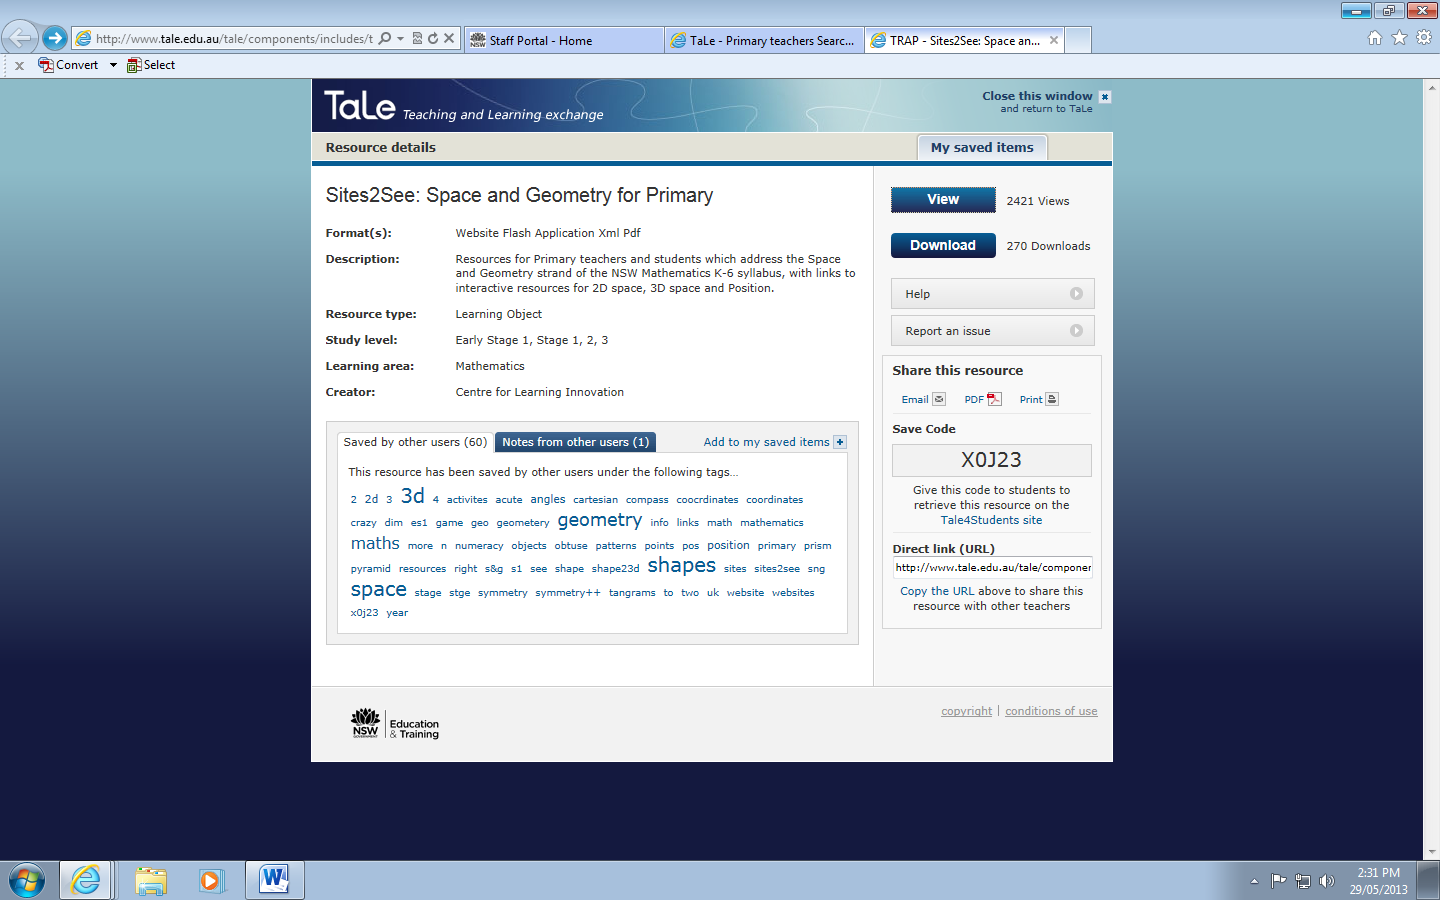 http://www.tale.edu.au/tale/components/includes/t
Staff Portal - Home
TaLe - Primary teachers Searc...
TRAP - Sites2See: Space an...
x Convert Select
TaLe Teaching and Learning exchange
Close this window
and return to TaLe
Resource details
My saved items
Sites2See: Space and Geometry for Primary
Format(s): Website Flash Application Xml Pdf
Description: Resources for Primary teachers and students which address the Space
and Geometry strand of the NSW Mathematics K-6 syllabus, with links to
interactive resources for 2D space, 3D space and Position.
Resource type: Learning Object
Study level: Early Stage 1, Stage 1, 2, 3
Learning area: Mathematics
Creator: Centre for Learning Innovation
Saved by other users (60) Notes from other users (1) Add to my saved items
This resource has been saved by other users under the following tags...
2 2d 3 3d 4 activites acute angles cartesian compass coocrdinates coordinates
crazy dim es1 game geo geometery geometry info links math mathematics
maths more n numeracy objects obtuse patterns points pos position primary prism
pyramid resources right s&g s1 see shape shape23d shapes sites sites2see sng
space stage stge symmetry symmetry++ tangrams to two uk website websites
x0j23 year
View 2421 Views
Download 270 Downloads
Help
Report an issue
Share this resource
Email PDF Print
Save Code
X0J23
Give this code to students to
retrieve this resource on the
Tale4Students site
Direct link (URL)
http://www.tale.edu.au/tale/componen
Copy the URL above to share this
resource with other teachers
NSW
GOVERNMENT
Education
& Training
copyright | conditions of use
2:31 PM
29/05/2013